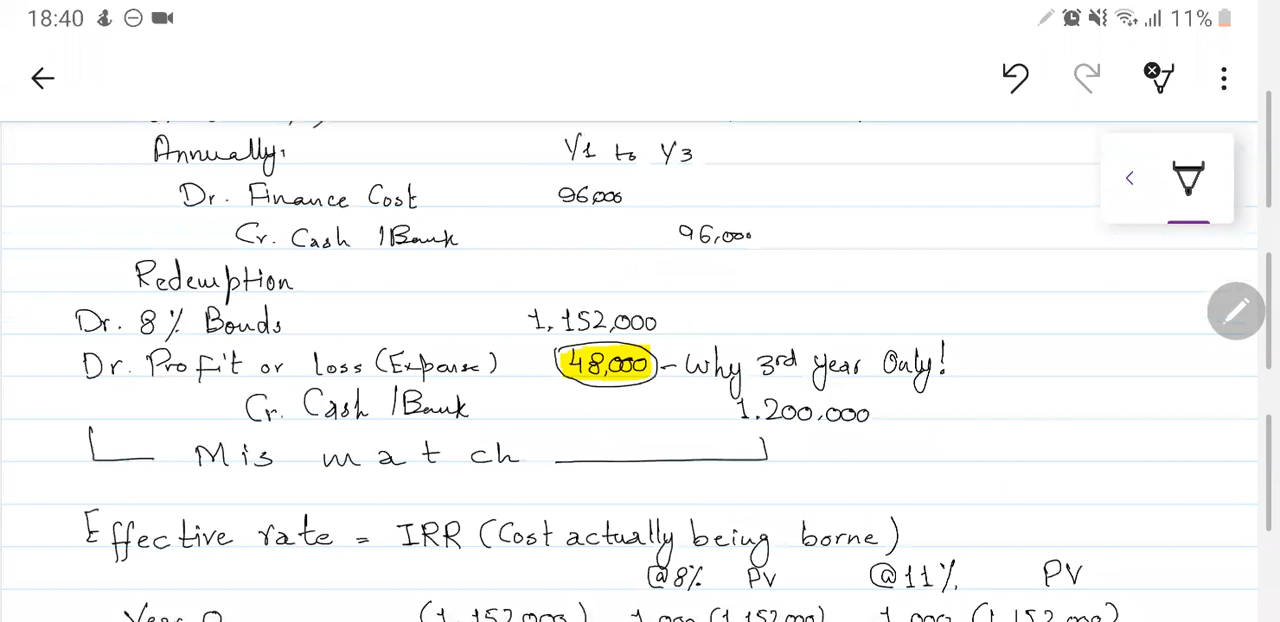 18:40 11%
Annually: Y1 to Y3
Dr. Finance Cost 96,000
Cr. Cash / Bank 96,000
Redemption
Dr. 8% Bonds 1,152,000
Dr. Profit or loss (Expense) 48,000 - Why 3rd year Only!
Cr. Cash / Bank 1.200.000
Mis match
Effective rate = IRR (Cost actually being borne)
@8% PV @11% PV